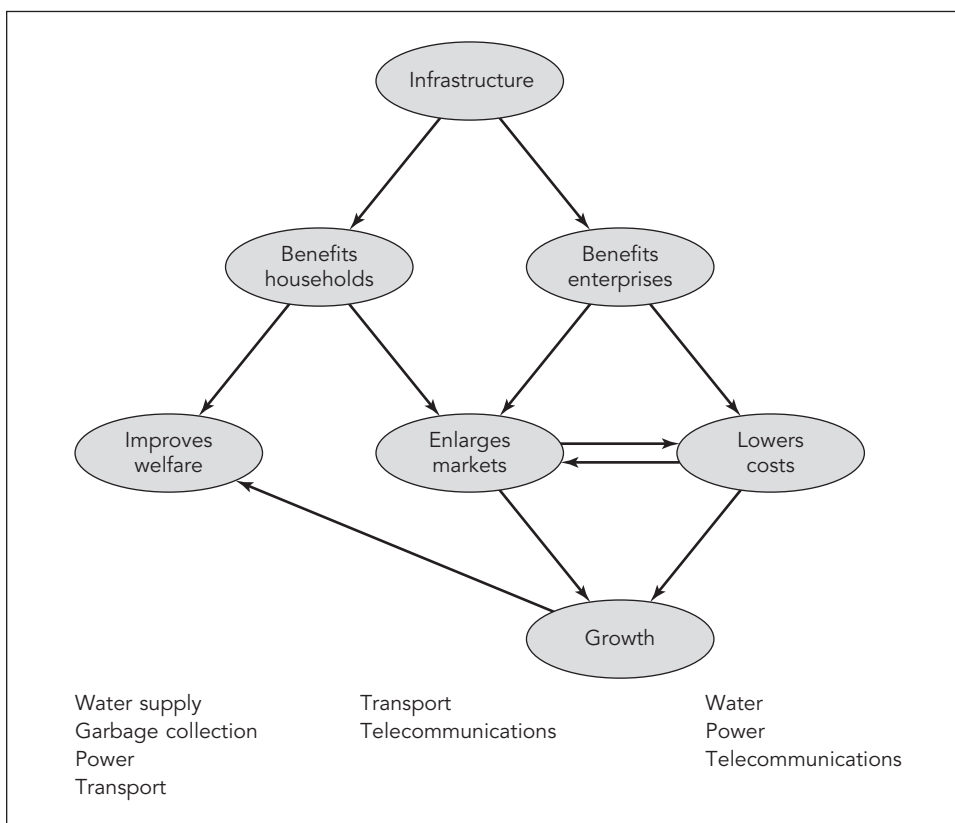 Infrastructure
Benefits
households
Benefits
enterprises
Improves
welfare
Enlarges
markets
Lowers
costs
Growth
Water supply
Garbage collection
Power
Transport
Transport
Telecommunications
Water
Power
Telecommunications